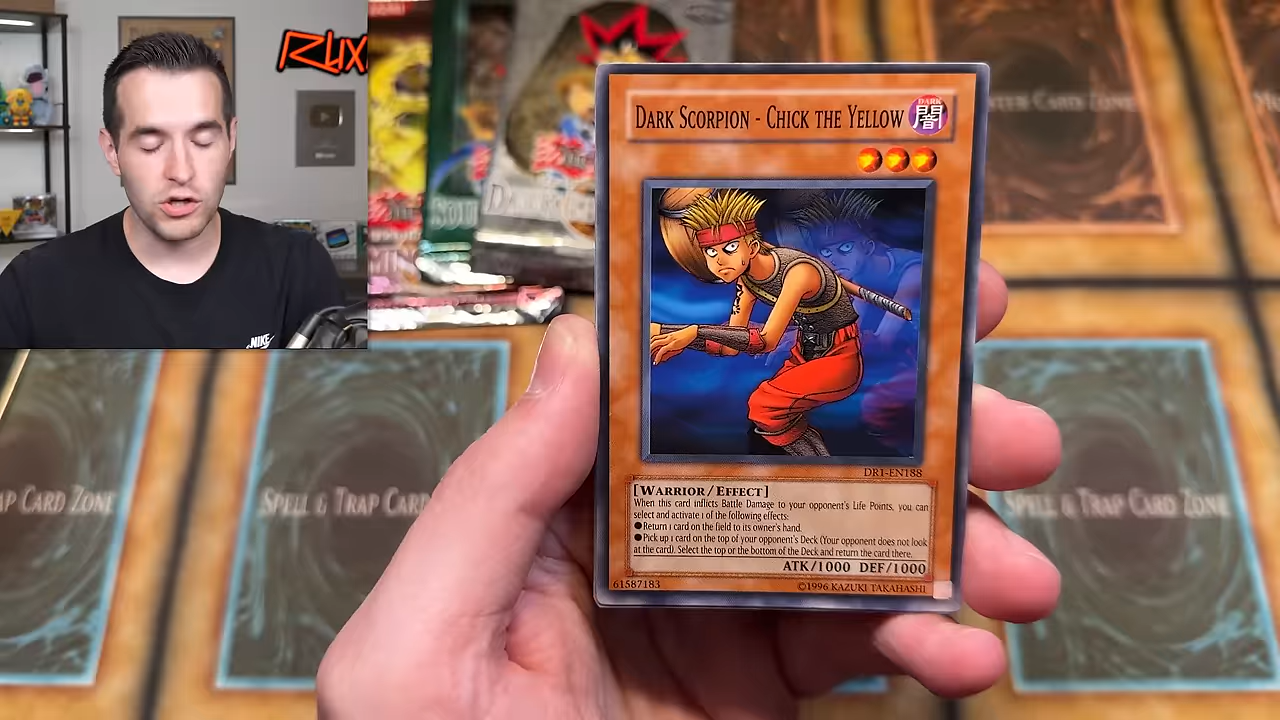 Rux
NIKE
SOU
DARK
DARK SCORPION - CHICK THE YELLOW
DARK
闇
DR1-EN188
[WARRIOR/EFFECT]
When this card inflicts Battle Damage to your opponent's Life Points, you can
select and activate 1 of the following effects:
●Return 1 card on the field to its owner's hand.
●Pick up 1 card on the top of your opponent's Deck (Your opponent does not look
at the card). Select the top or the bottom of the Deck and return the card there.
ATK/1000 DEF/1000
61587183
©1996 KAZUKI TAKAHASHI
AP CARD ZONE
SPELL & TRAP CARD
SPELL & TRAP CARD ZONE